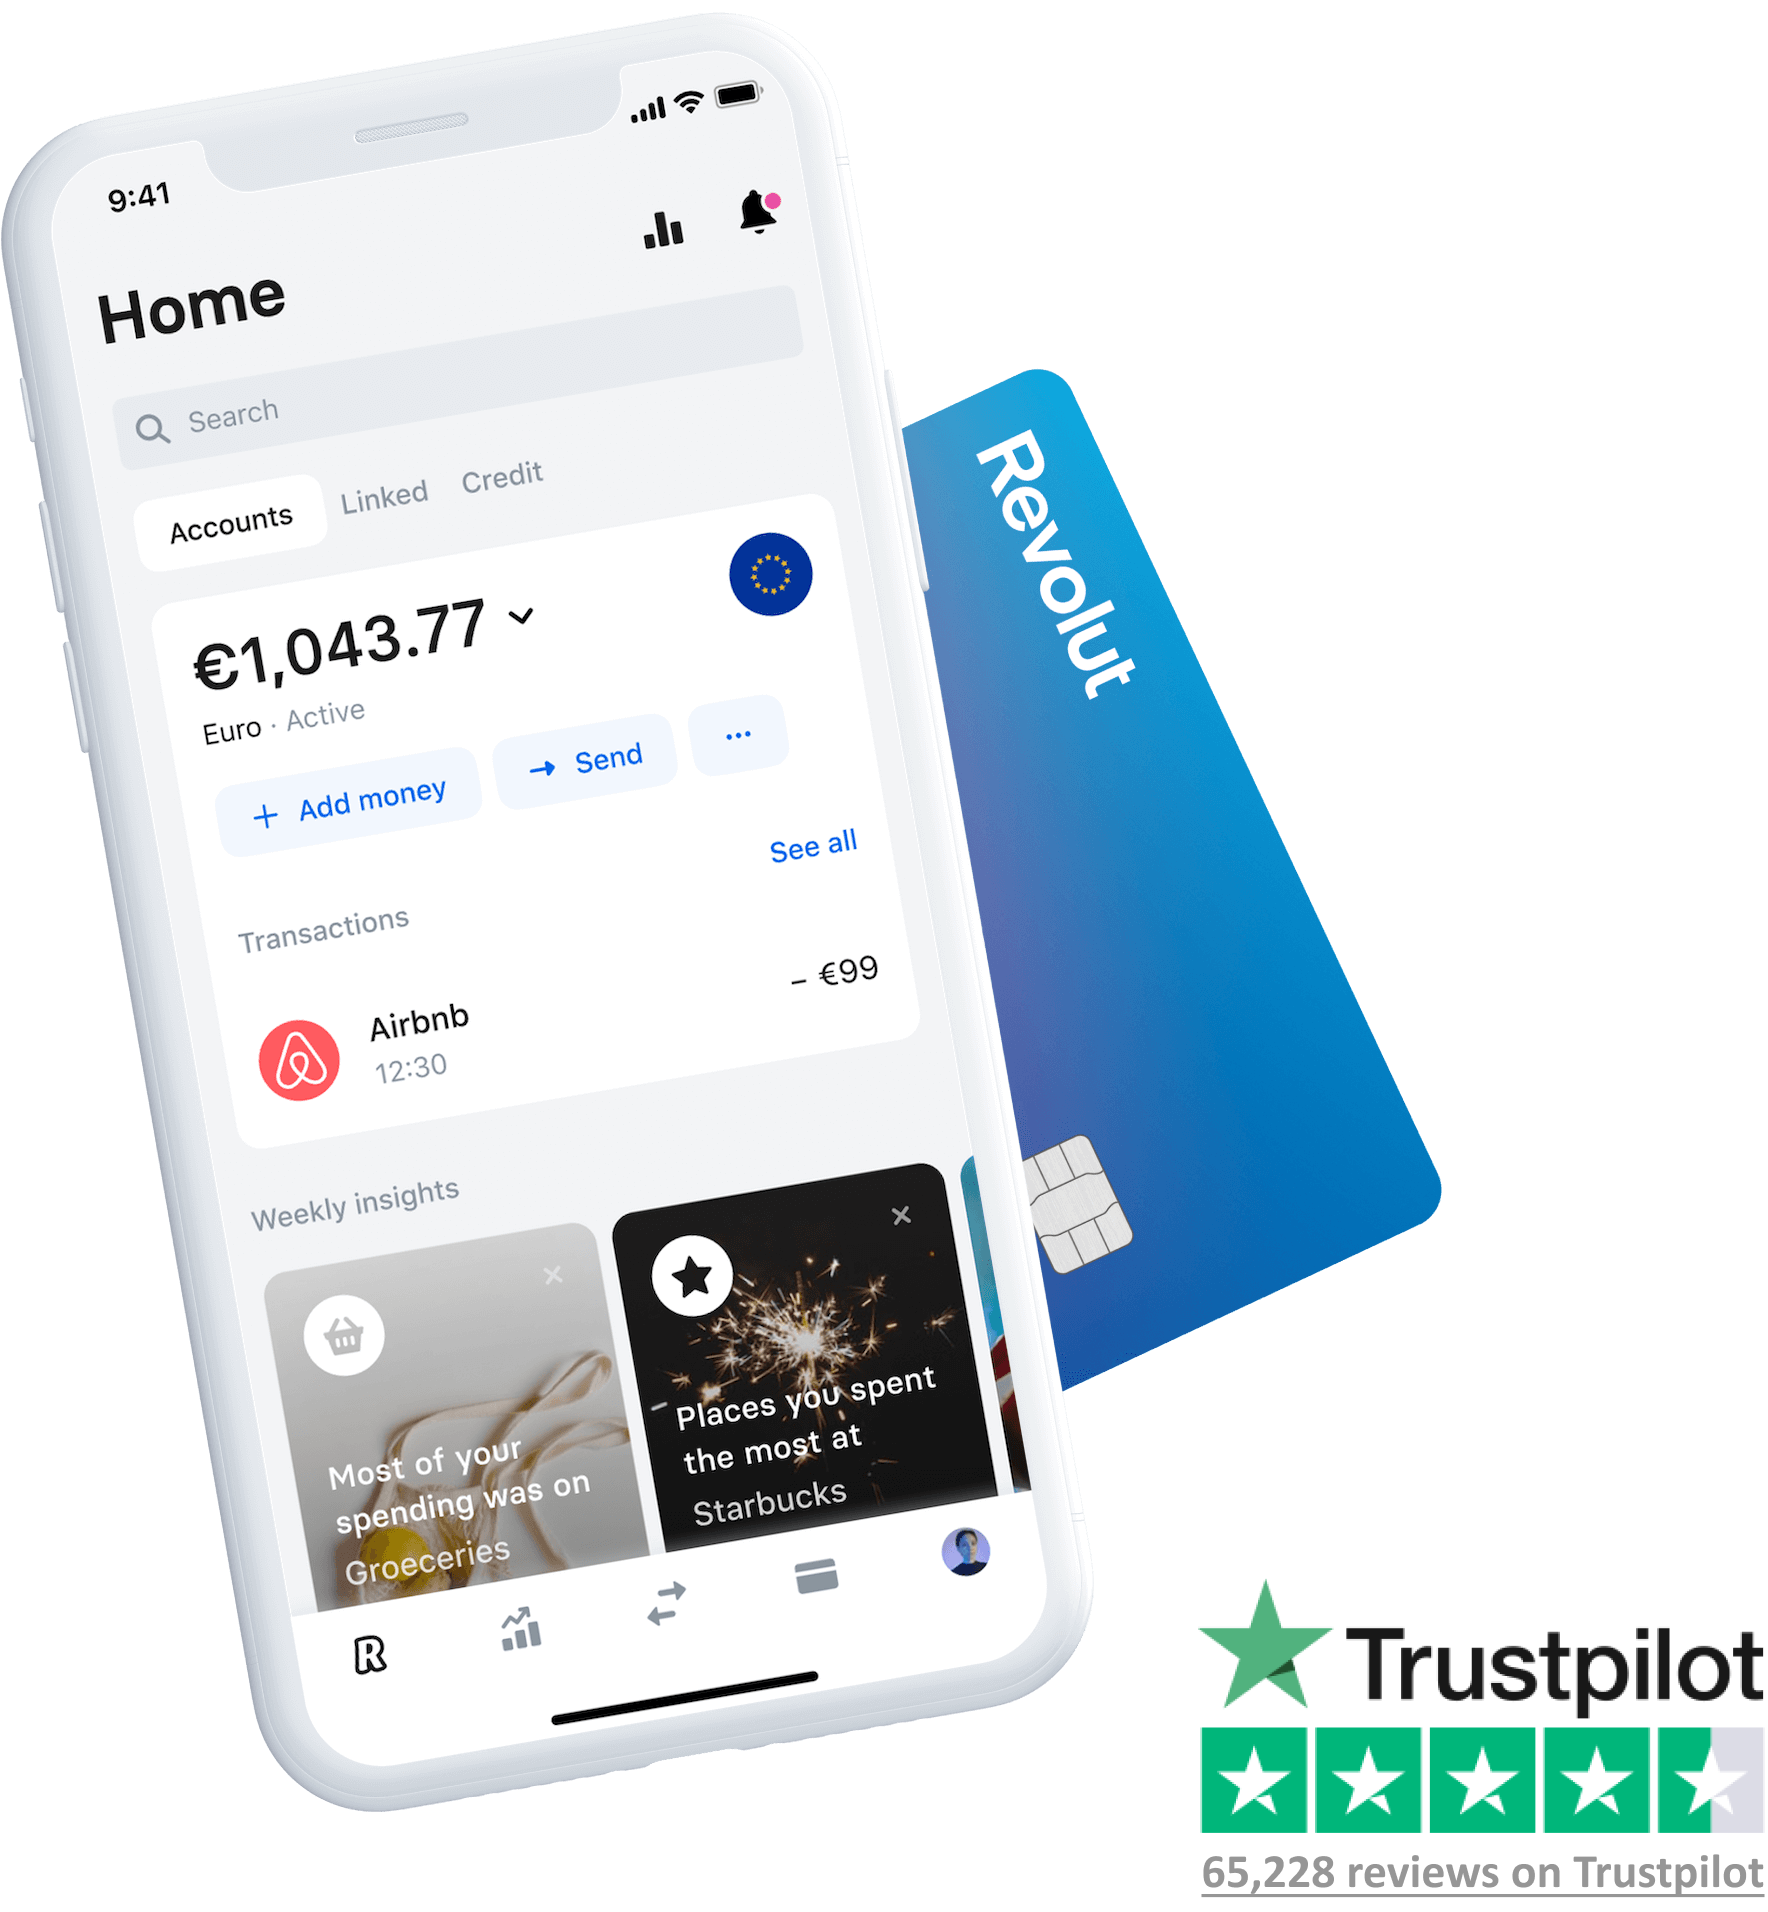 9:41
Home
Search
Accounts Linked Credit
€1,043.77
Euro · Active
+ Add money → Send ...
See all
Transactions
Airbnb – €99
12:30
Weekly insights
Most of your
spending was on
Groeceries
Places you spent
the most at
Starbucks
R
Revolut
Trustpilot
65,228 reviews on Trustpilot